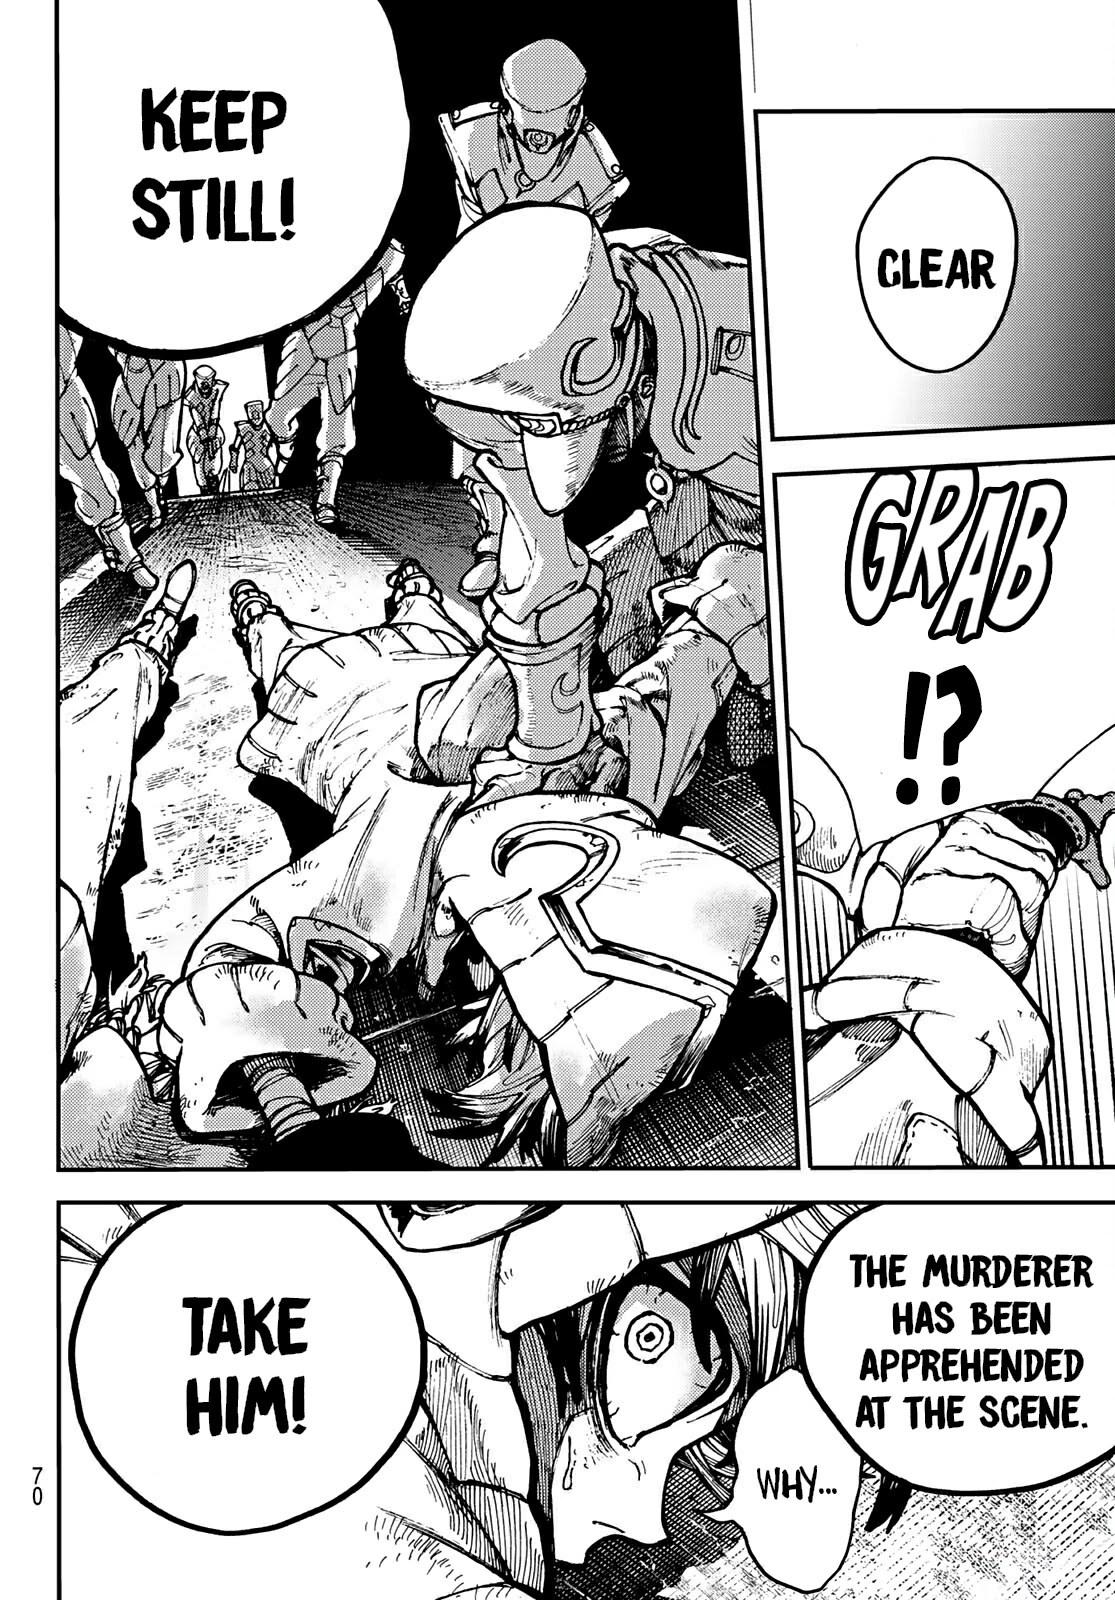 CLEAR
GRAB
!?
KEEP
STILL!
THE MURDERER
HAS BEEN
APPREHENDED
AT THE SCENE.
WHY...
TAKE
HIM!
70